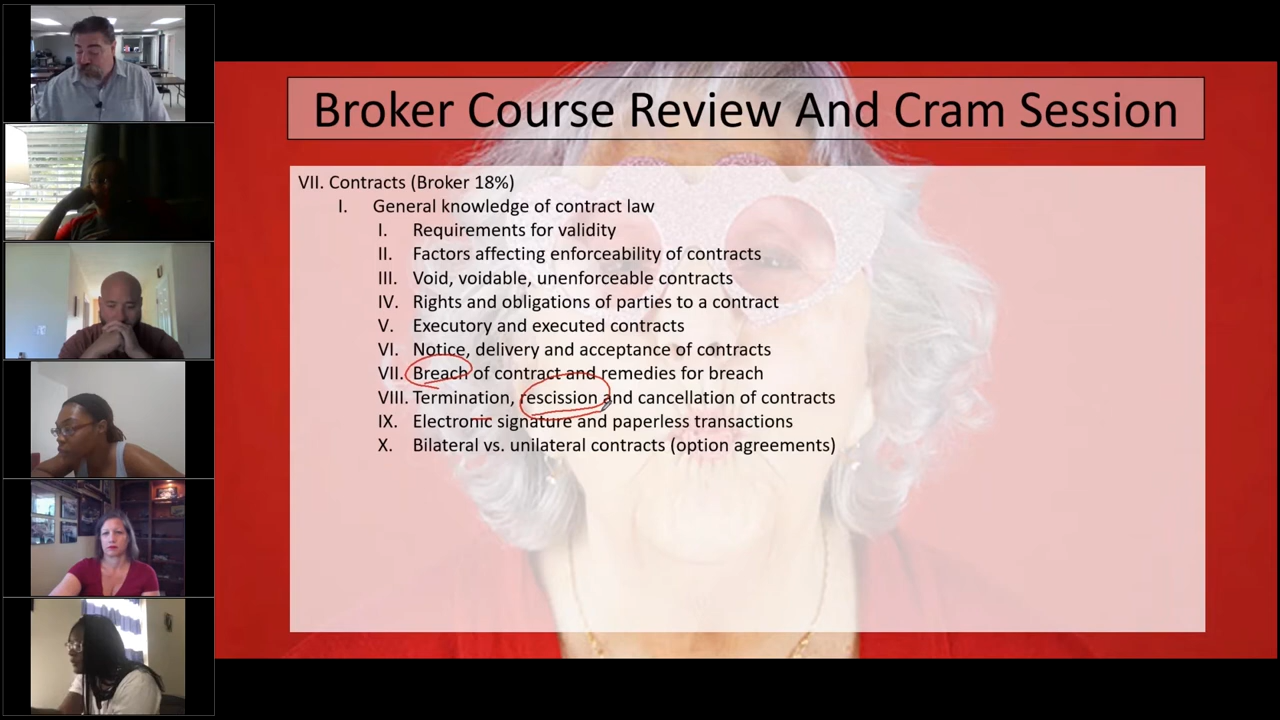 Broker Course Review And Cram Session
VII. Contracts (Broker 18%)
I. General knowledge of contract law
I. Requirements for validity
II. Factors affecting enforceability of contracts
III. Void, voidable, unenforceable contracts
IV. Rights and obligations of parties to a contract
V. Executory and executed contracts
VI. Notice, delivery and acceptance of contracts
VII. Breach of contract and remedies for breach
VIII. Termination, rescission and cancellation of contracts
IX. Electronic signature and paperless transactions
X. Bilateral vs. unilateral contracts (option agreements)